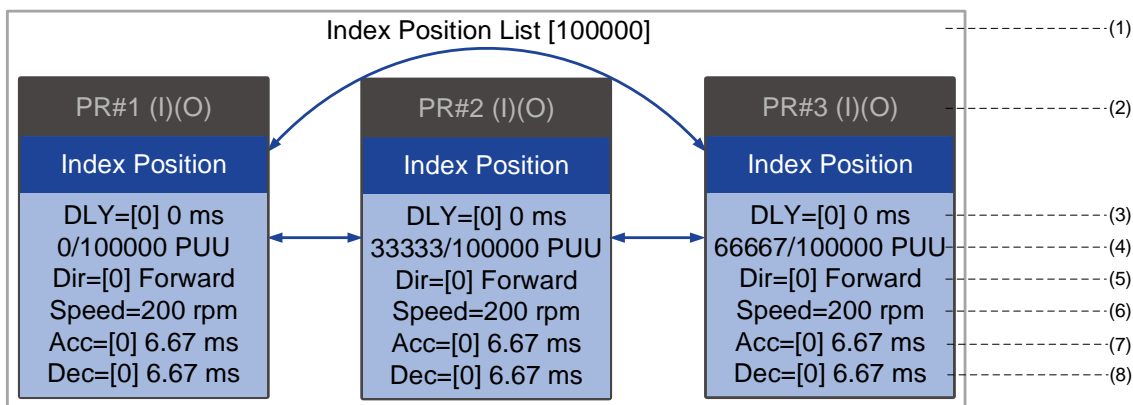 Index Position List [100000]
(1)
PR#1 (I)(O)
PR#2 (I)(O)
PR#3 (I)(O)
(2)
Index Position
Index Position
Index Position
DLY=[0] 0 ms
DLY=[0] 0 ms
DLY=[0] 0 ms
(3)
0/100000 PUU
33333/100000 PUU
66667/100000 PUU
(4)
Dir=[0] Forward
Dir=[0] Forward
Dir=[0] Forward
(5)
Speed=200 rpm
Speed=200 rpm
Speed=200 rpm
(6)
Acc=[0] 6.67 ms
Acc=[0] 6.67 ms
Acc=[0] 6.67 ms
(7)
Dec=[0] 6.67 ms
Dec=[0] 6.67 ms
Dec=[0] 6.67 ms
(8)